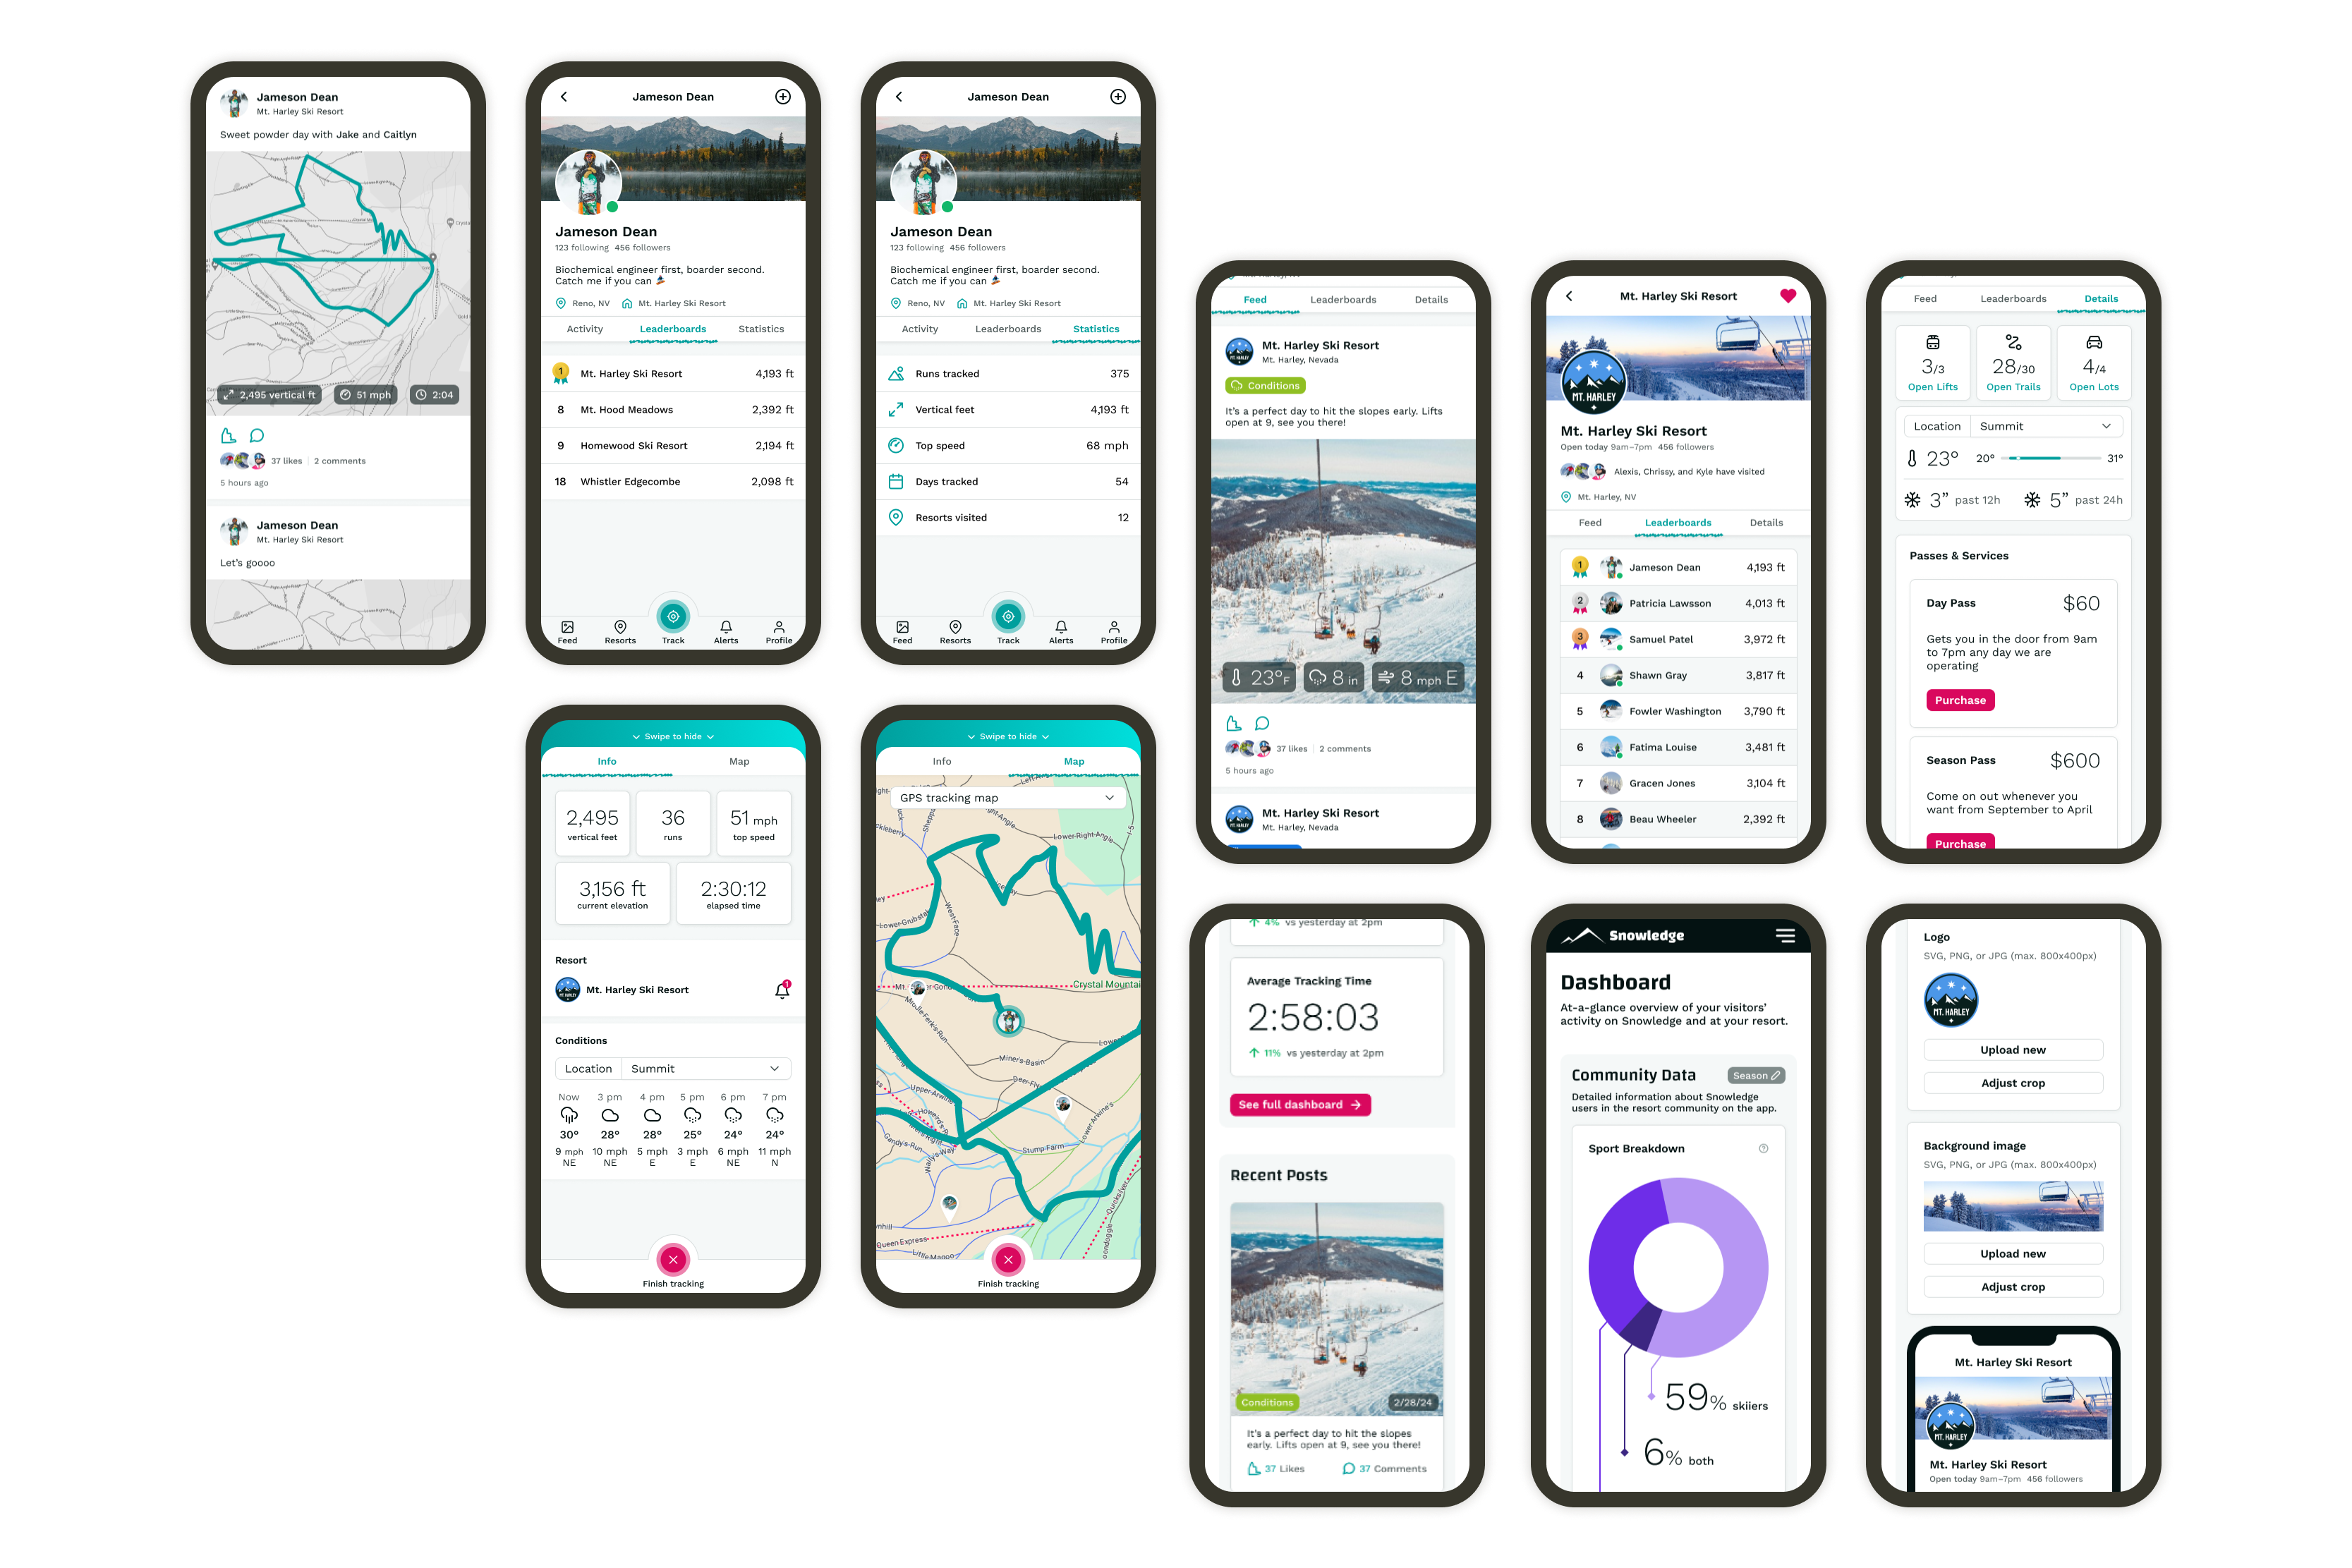 Jameson Dean
Mt. Harley Ski Resort
Sweet powder day with Jake and Caitlyn
2,495 vertical ft
51 mph
2:04
37 likes | 2 comments
5 hours ago
Jameson Dean
Mt. Harley Ski Resort
Let's goooo
Jameson Dean
Jameson Dean
123 following 456 followers
Biochemical engineer first, boarder second.
Catch me if you can
Reno, NV Mt. Harley Ski Resort
Activity Leaderboards Statistics
1 Mt. Harley Ski Resort 4,193 ft
8 Mt. Hood Meadows 2,392 ft
9 Homewood Ski Resort 2,194 ft
18 Whistler Edgecombe 2,098 ft
Feed Resorts Track Alerts Profile
Jameson Dean
Jameson Dean
123 following 456 followers
Biochemical engineer first, boarder second.
Catch me if you can
Reno, NV Mt. Harley Ski Resort
Activity Leaderboards Statistics
Runs tracked 375
Vertical feet 4,193 ft
Top speed 68 mph
Days tracked 54
Resorts visited 12
Feed Resorts Track Alerts Profile
Feed Leaderboards Details
Mt. Harley Ski Resort
Mt. Harley, Nevada
Conditions
It's a perfect day to hit the slopes early. Lifts
open at 9, see you there!
23°F
8 in
8 mph E
37 likes | 2 comments
5 hours ago
Mt. Harley Ski Resort
Mt. Harley, Nevada
Mt. Harley Ski Resort
MT. HARLEY
Mt. Harley Ski Resort
Open today 9am–7pm 456 followers
Alexis, Chrissy, and Kyle have visited
Mt. Harley, NV
Feed Leaderboards Details
1 Jameson Dean 4,193 ft
2 Patricia Lawsson 4,013 ft
3 Samuel Patel 3,972 ft
4 Shawn Gray 3,817 ft
5 Fowler Washington 3,790 ft
6 Fatima Louise 3,481 ft
7 Gracen Jones 3,104 ft
8 Beau Wheeler 2,392 ft
Feed Leaderboards Details
3/3 28/30 4/4
Open Lifts Open Trails Open Lots
Location Summit
23° 20° 31°
3” past 12h 5” past 24h
Passes & Services
Day Pass $60
Gets you in the door from 9am
to 7pm any day we are
operating
Purchase
Season Pass $600
Come on out whenever you
want from September to April
Purchase
Swipe to hide
Info Map
2,495 36 51 mph
vertical feet runs top speed
3,156 ft 2:30:12
current elevation elapsed time
Resort
Mt. Harley Ski Resort
1
Conditions
Location Summit
Now 3 pm 4 pm 5 pm 6 pm 7 pm
30° 28° 28° 25° 24° 24°
9 mph 10 mph 5 mph 3 mph 6 mph 11 mph
NE NE E E NE N
Finish tracking
Swipe to hide
Info Map
GPS tracking map
Lower-Right-Angle
I-5
West-Face
Crystal Mountai
Miner's-Basin
Deer-Fly
Upper-Arwine
Gandy's-Run
Wally's-Way
Stump Farm
Lower Arwine's
Quicksilver
Queen Express
Finish tracking
4% vs yesterday at 2pm
Average Tracking Time
2:58:03
11% vs yesterday at 2pm
See full dashboard
Recent Posts
Conditions 2/28/24
It's a perfect day to hit the slopes
early. Lifts open at 9, see you there!
37 Likes 37 Comments
Snowledge
Dashboard
At-a-glance overview of your visitors'
activity on Snowledge and at your resort.
Community Data Season
Detailed information about Snowledge
users in the resort community on the app.
Sport Breakdown
59% skiiers
6% both
Logo
SVG, PNG, or JPG (max. 800x400px)
MT. HARLEY
Upload new
Adjust crop
Background image
SVG, PNG, or JPG (max. 800x400px)
Upload new
Adjust crop
Mt. Harley Ski Resort
MT. HARLEY
Mt. Harley Ski Resort
Open today 9am–7pm 456 followers